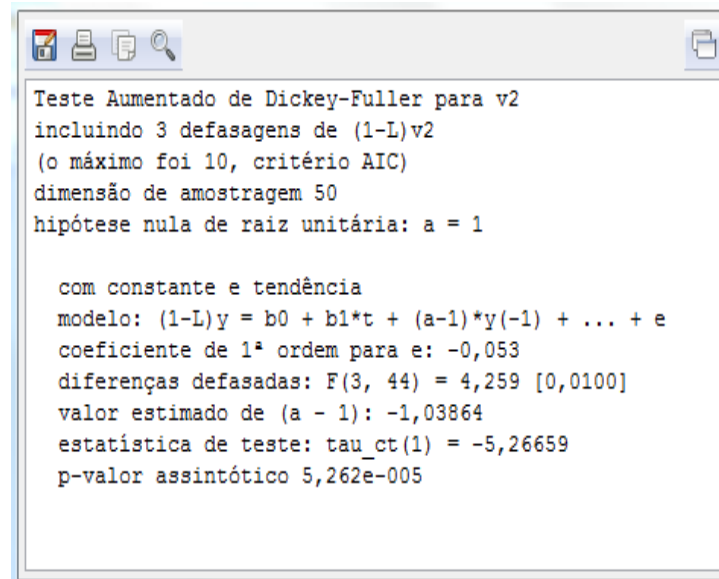 Teste Aumentado de Dickey-Fuller para v2
incluindo 3 defasagens de (1-L)v2
(o máximo foi 10, critério AIC)
dimensão de amostragem 50
hipótese nula de raiz unitária: a = 1
com constante e tendência
modelo: (1-L)y = b0 + b1*t + (a-1)*y(-1) + ... + e
coeficiente de 1ª ordem para e: -0,053
diferenças defasadas: F(3, 44) = 4,259 [0,0100]
valor estimado de (a - 1): -1,03864
estatística de teste: tau_ct(1) = -5,26659
p-valor assintótico 5,262e-005